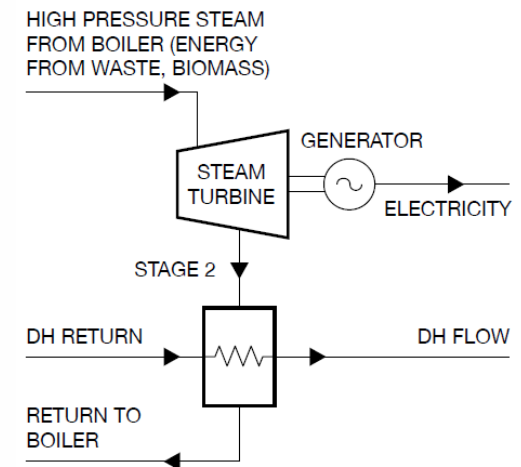 HIGH PRESSURE STEAM
FROM BOILER (ENERGY
FROM WASTE, BIOMASS)
GENERATOR
STEAM
TURBINE
ELECTRICITY
STAGE 2
DH RETURN
DH FLOW
RETURN TO
BOILER